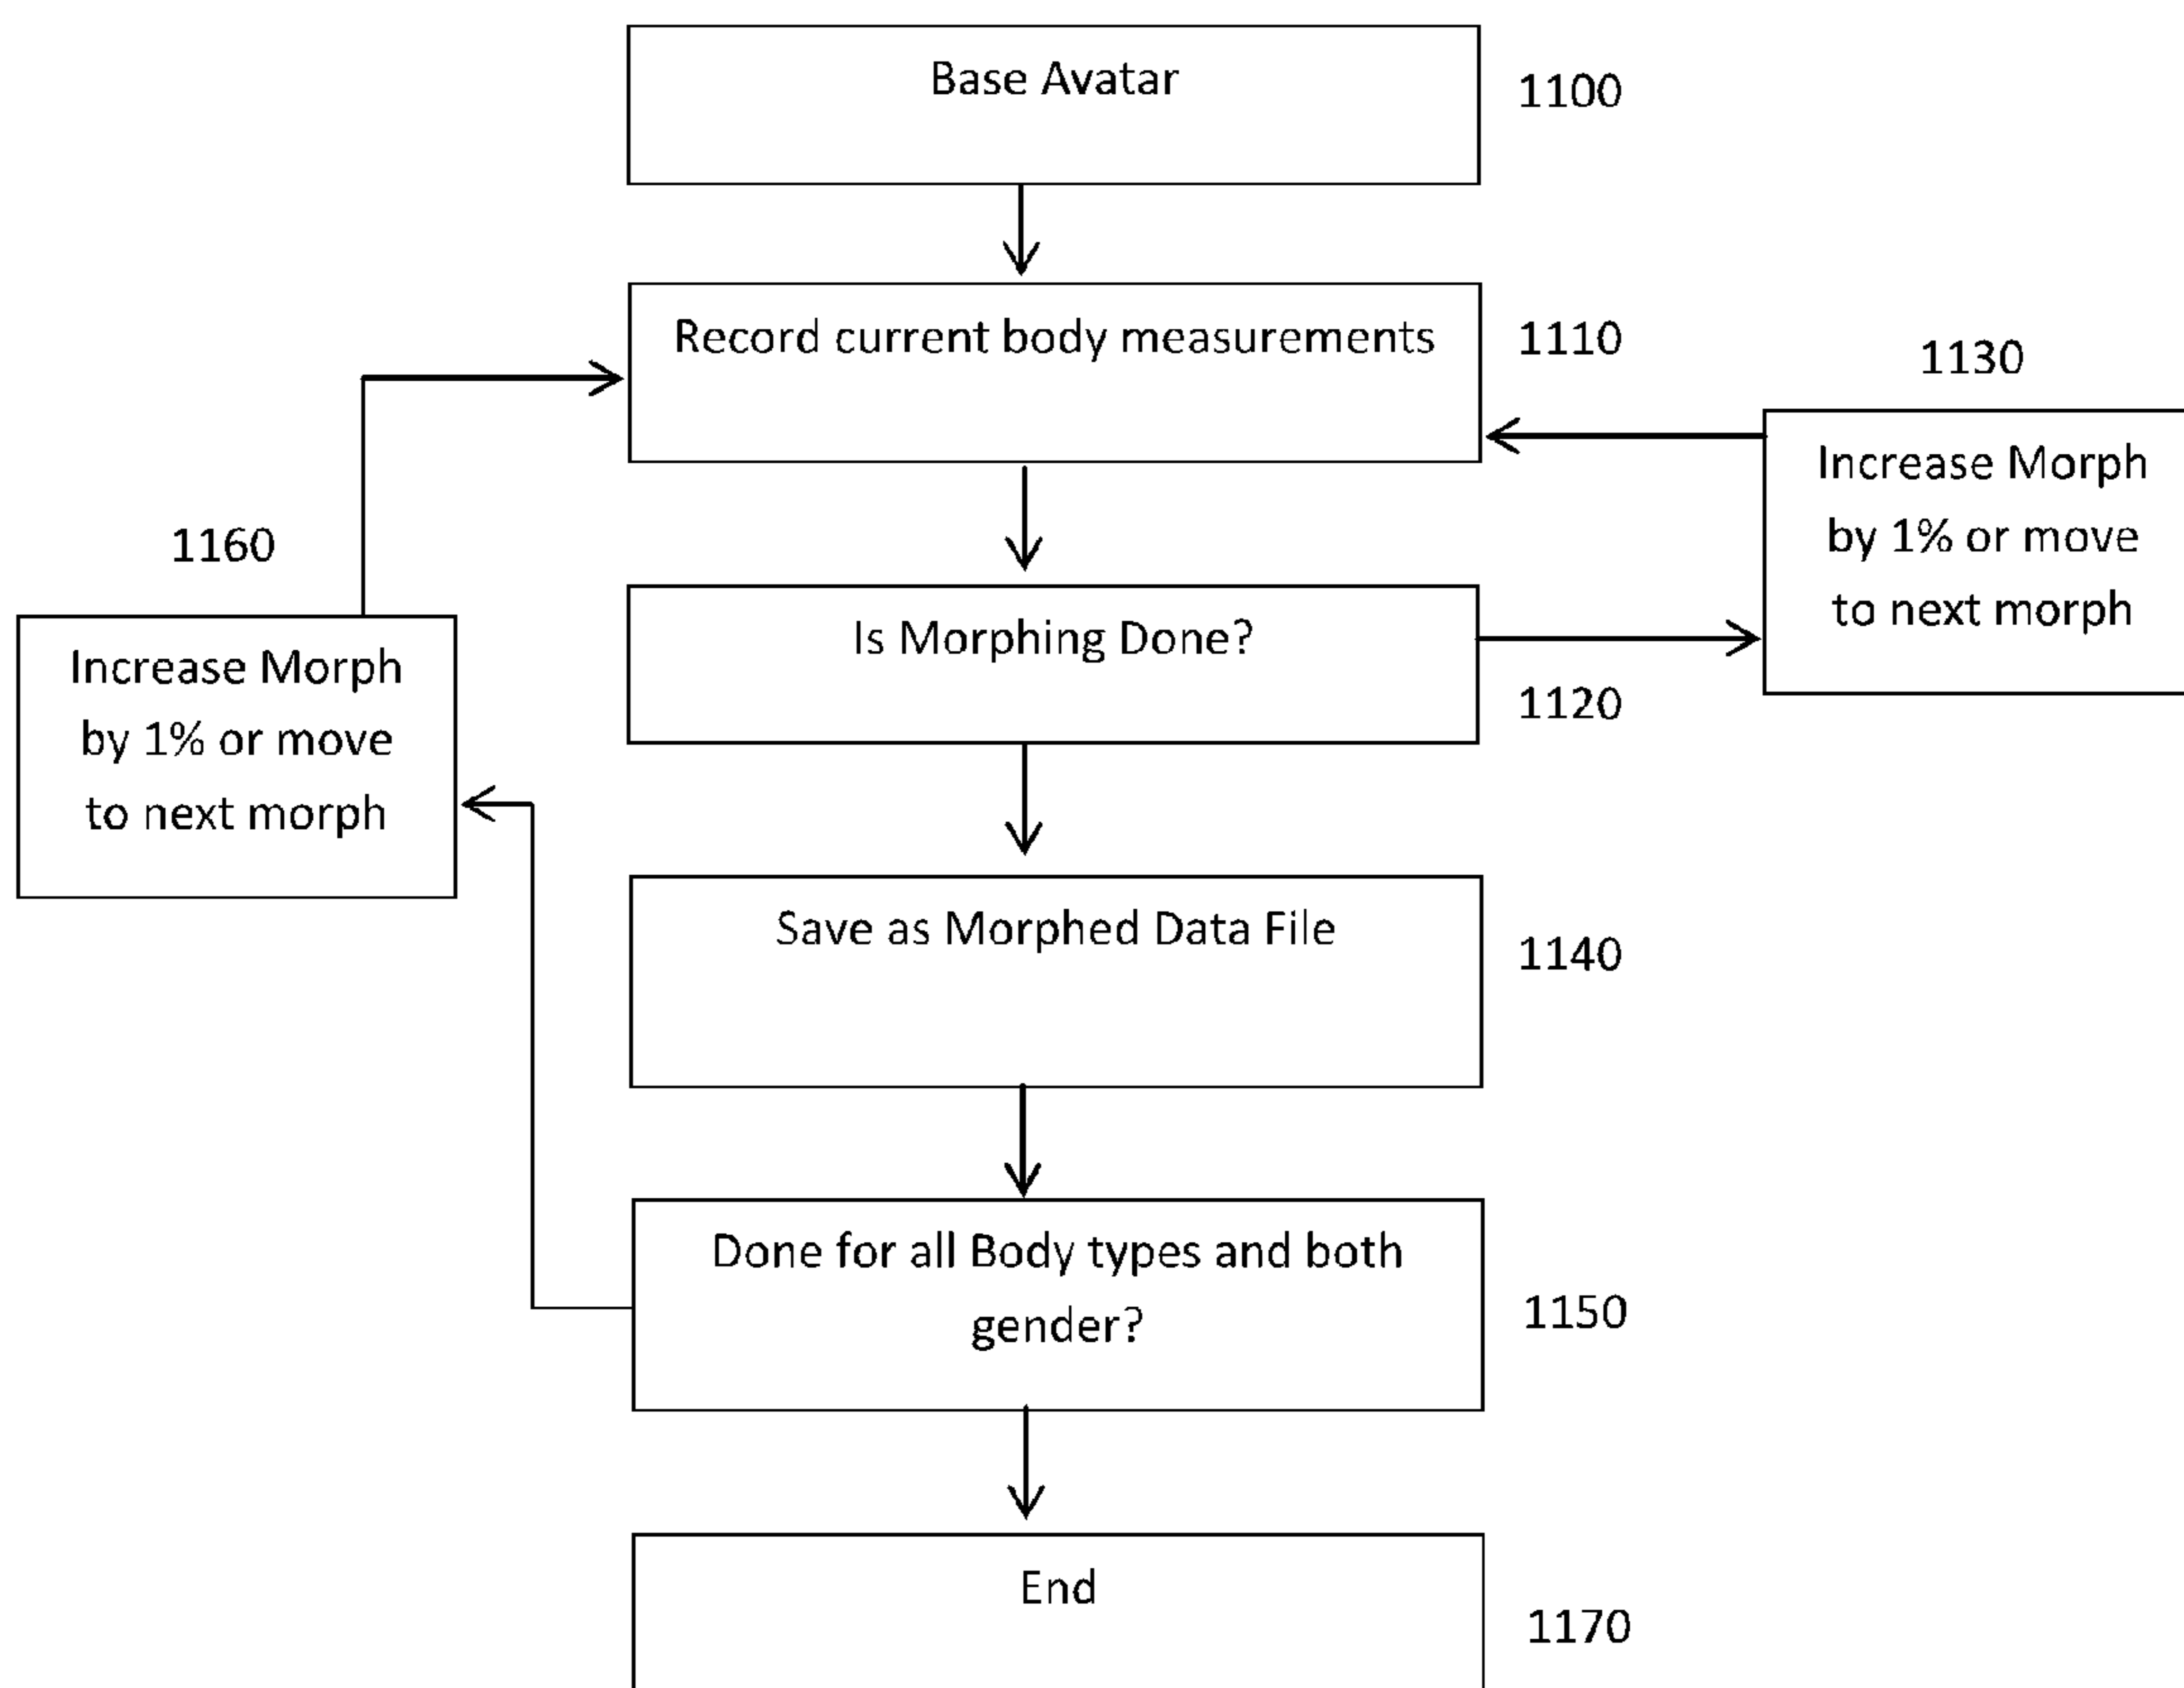 Base Avatar
1100
Record current body measurements
1110
1130
Increase Morph
by 1% or move
to next morph
1160
Increase Morph
by 1% or move
to next morph
Is Morphing Done?
1120
Save as Morphed Data File
1140
Done for all Body types and both
gender?
1150
End
1170